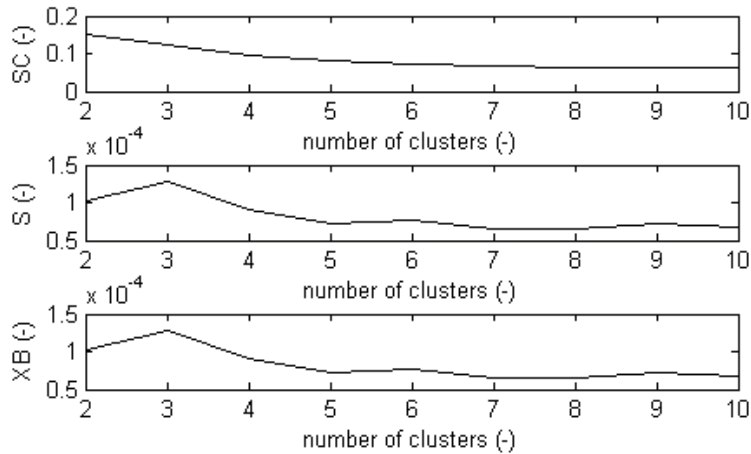 0.2
0.1
0
SC (-)
2 3 4 5 6 7 8 9 10
number of clusters (-)
x 10^-4
1.5
1
0.5
S (-)
2 3 4 5 6 7 8 9 10
number of clusters (-)
x 10^-4
1.5
1
0.5
XB (-)
2 3 4 5 6 7 8 9 10
number of clusters (-)